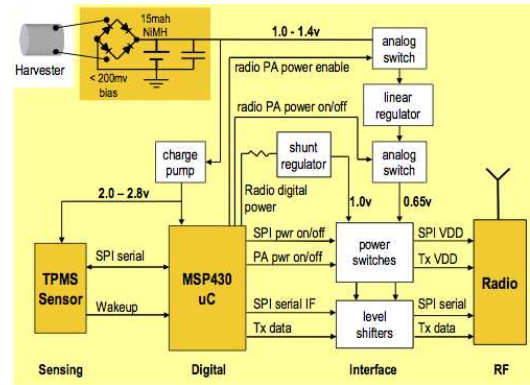 15mah
NiMH
1.0 - 1.4v
analog
switch
Harvester
< 200mv
bias
radio PA power enable
linear
regulator
radio PA power on/off
shunt
regulator
analog
switch
charge
pump
Radio digital
power
2.0 – 2.8v
1.0v
0.65v
SPI pwr on/off
SPI VDD
power
switches
SPI serial
TPMS
Sensor
MSP430
uC
PA pwr on/off
Tx VDD
Radio
Wakeup
SPI serial IF
SPI serial
level
shifters
Tx data
Tx data
Sensing
Digital
Interface
RF